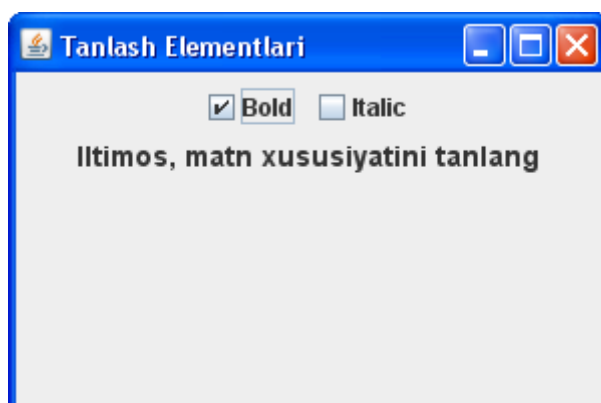 Tanlash Elementlari
Bold Italic
Iltimos, matn xususiyatini tanlang